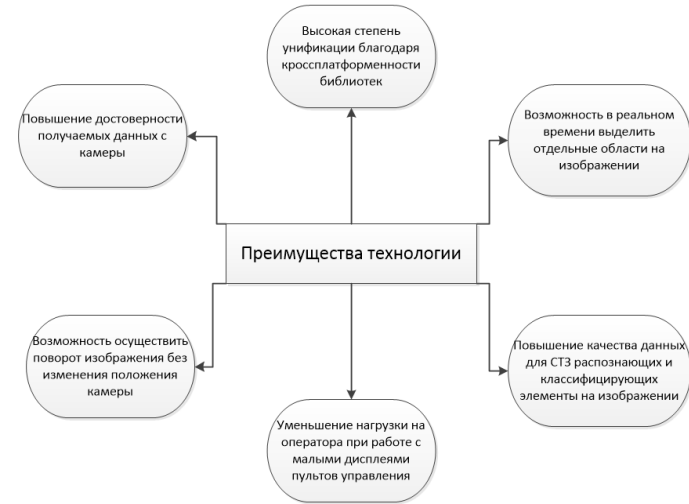 Высокая степень
унификации благодаря
кроссплатформенности
библиотек
Повышение достоверности
получаемых данных с
камеры
Возможность в реальном
времени выделить
отдельные области на
изображении
Преимущества технологии
Возможность осуществить
поворот изображения без
изменения положения
камеры
Повышение качества данных
для СТЗ распознающих и
классифицирующих
элементы на изображении
Уменьшение нагрузки на
оператора при работе с
малыми дисплеями
пультов управления